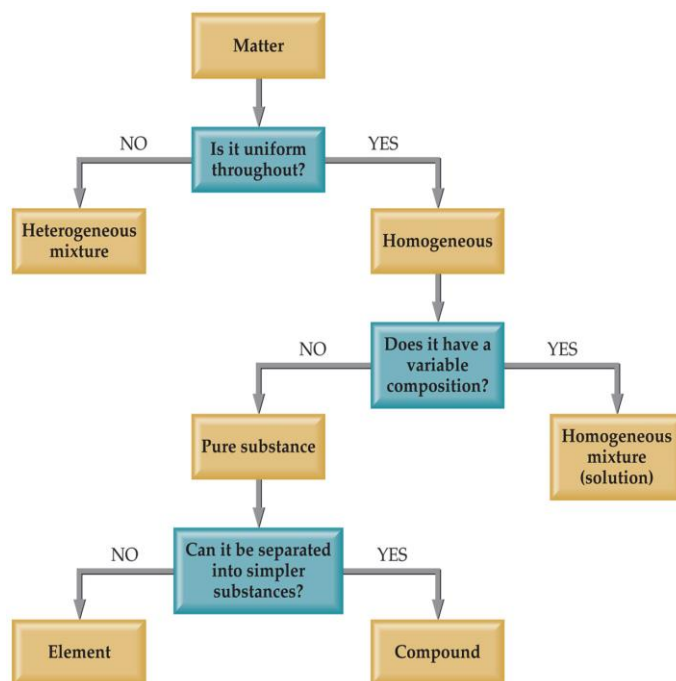 Matter
NO
Is it uniform
throughout?
YES
Heterogeneous
mixture
Homogeneous
NO
Does it have a
variable
composition?
YES
Pure substance
Homogeneous
mixture
(solution)
NO
Can it be separated
into simpler
substances?
YES
Element
Compound